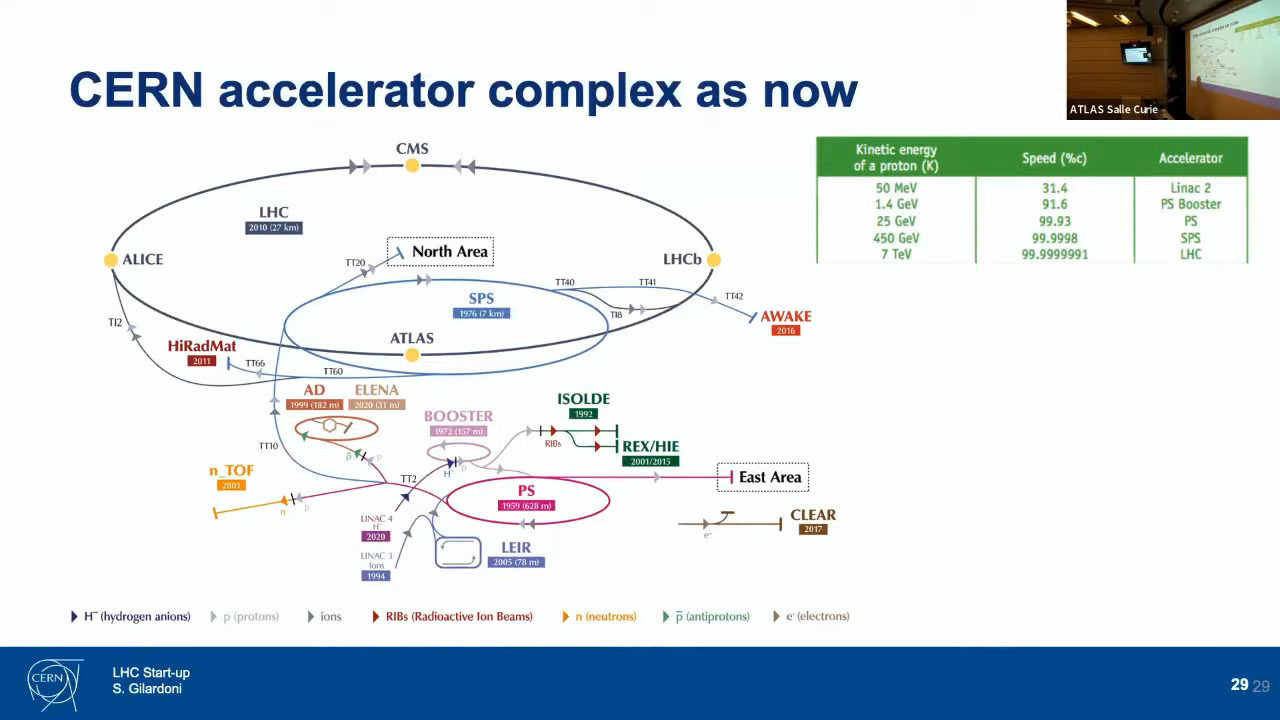 CERN accelerator complex as now
ATLAS Salle Curie
Kinetic energy of a proton (K) Speed (%c) Accelerator
50 MeV 31.4 Linac 2
1.4 GeV 91.6 PS Booster
25 GeV 99.93 PS
450 GeV 99.9998 SPS
7 TeV 99.9999991 LHC
CMS
LHC
2010 (27 km)
North Area
TT20
ALICE
LHCb
SPS
1976 (7 km)
TT40
TT41
TT42
TI2
TI8
AWAKE
2016
ATLAS
HiRadMat
2011
TT66
TT60
AD
1999 (182 m)
ELENA
2020 (31 m)
ISOLDE
1992
BOOSTER
1972 (157 m)
RIBs
REX/HIE
2001/2015
TT10
p̅
p
H⁻
p
n_TOF
2001
TT2
East Area
n
p
PS
1959 (628 m)
LINAC 4
H⁻
2020
CLEAR
2017
e⁻
LINAC 3
Ions
1994
LEIR
2005 (78 m)
H⁻ (hydrogen anions) p (protons) ions RIBs (Radioactive Ion Beams) n (neutrons) p̅ (antiprotons) e⁻ (electrons)
CERN
LHC Start-up
S. Gilardoni
29 29